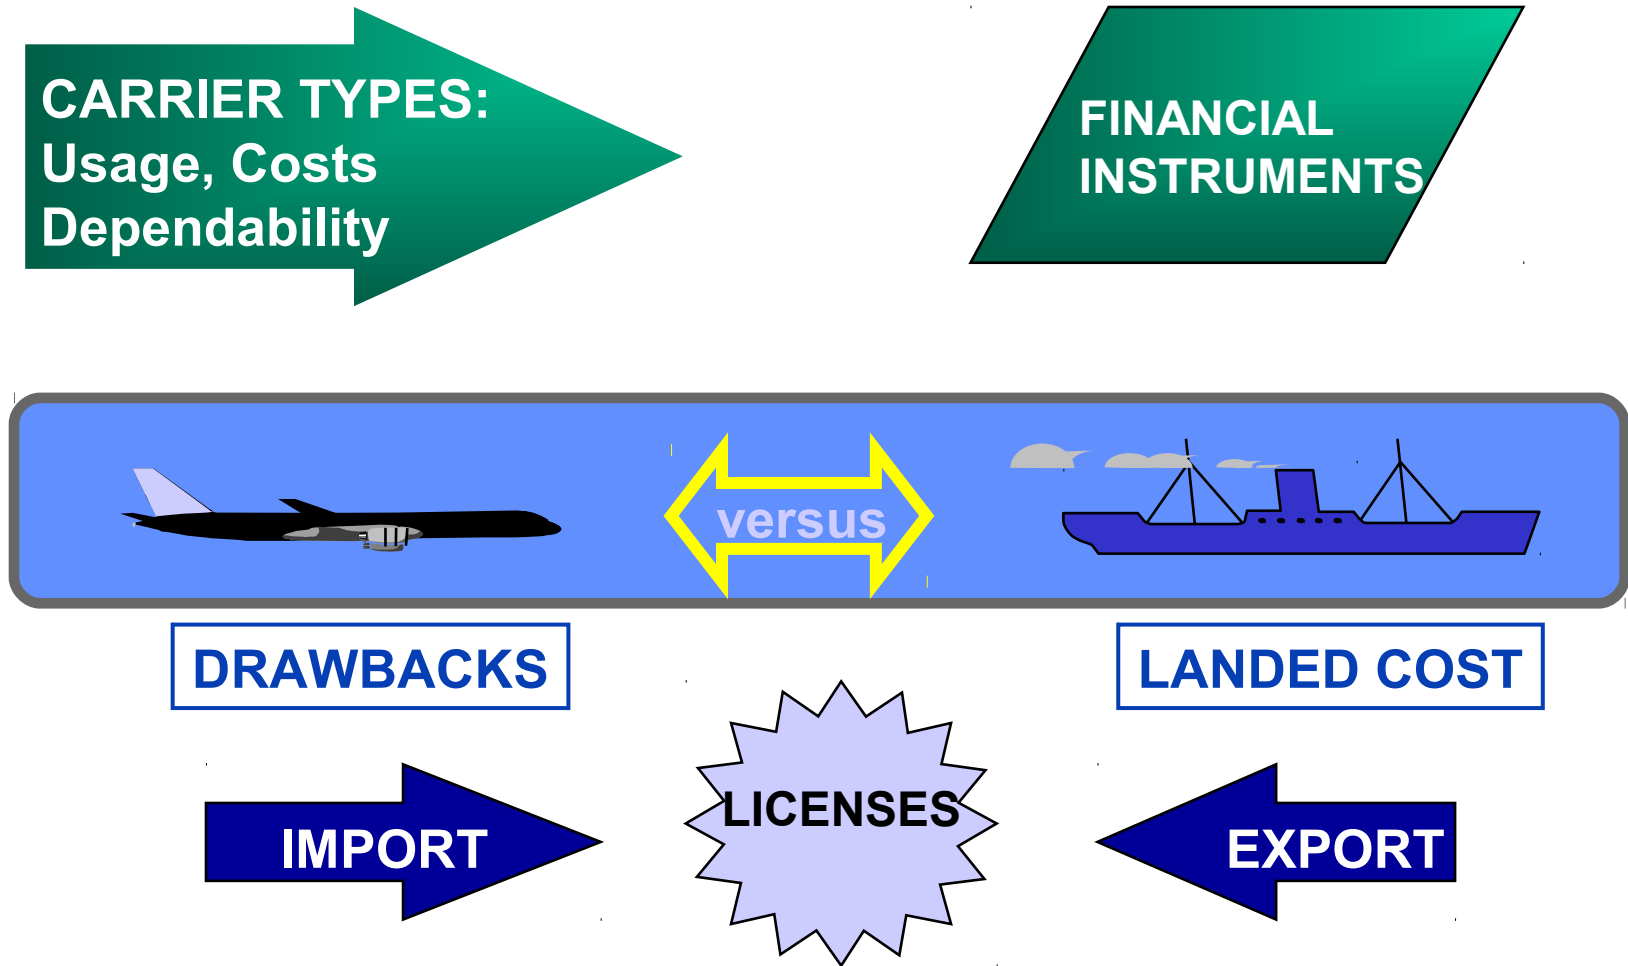 CARRIER TYPES:
Usage, Costs
Dependability
FINANCIAL
INSTRUMENTS
versus
DRAWBACKS
LANDED COST
LICENSES
IMPORT
EXPORT